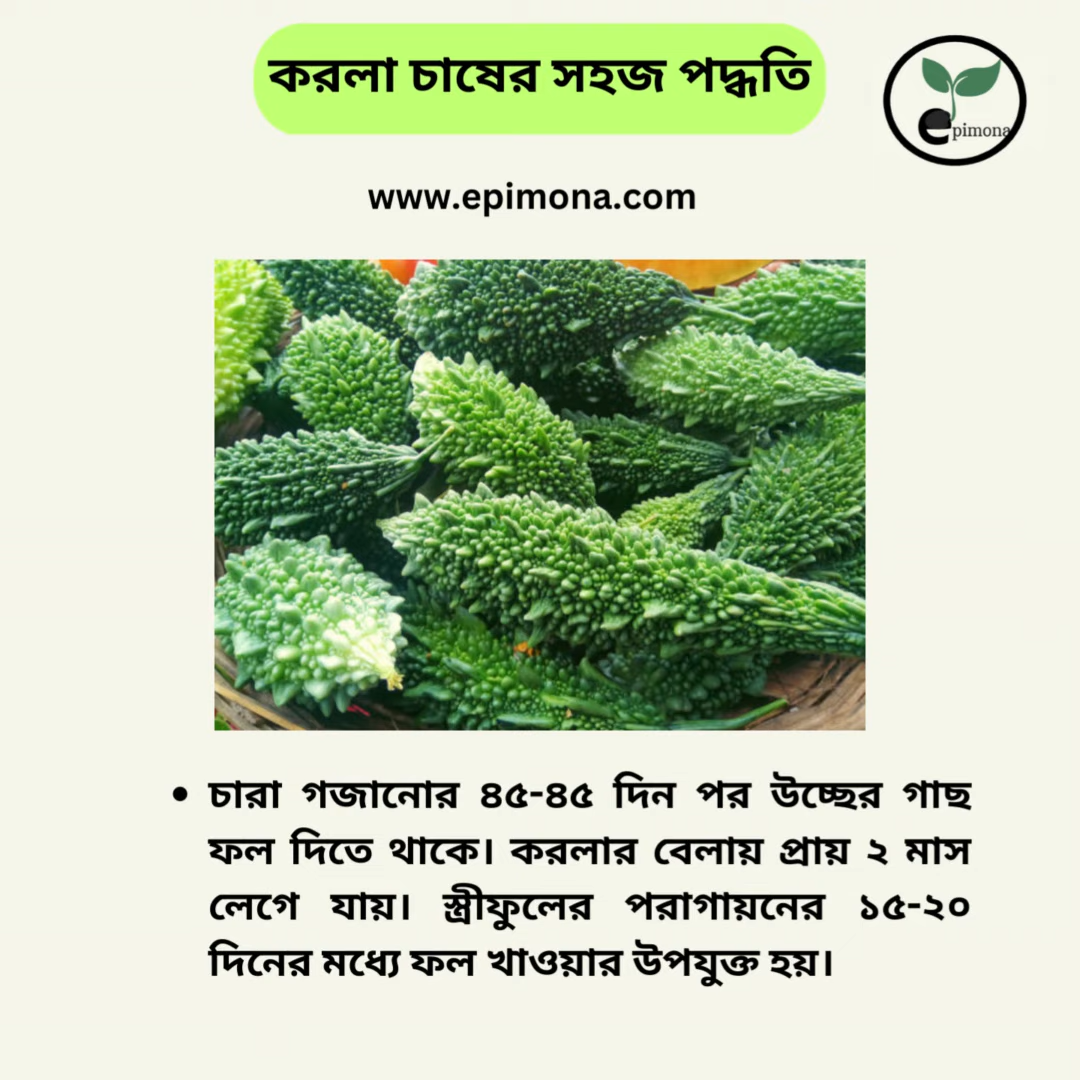 করলা চাষের সহজ পদ্ধতি
epimona
www.epimona.com
• চারা গজানোর ৪৫-৪৫ দিন পর উচ্ছের গাছ
ফল দিতে থাকে। করলার বেলায় প্রায় ২ মাস
লেগে যায়। স্ত্রীফুলের পরাগায়নের ১৫-২০
দিনের মধ্যে ফল খাওয়ার উপযুক্ত হয়।